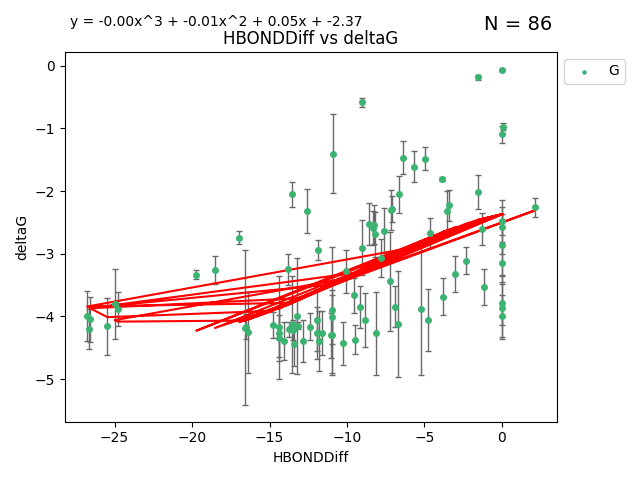 y = -0.00x^3 + -0.01x^2 + 0.05x + -2.37
N = 86
HBONDDiff vs deltaG
G
deltaG
0
−1
−2
−3
−4
−5
−25
−20
−15
−10
−5
0
HBONDDiff